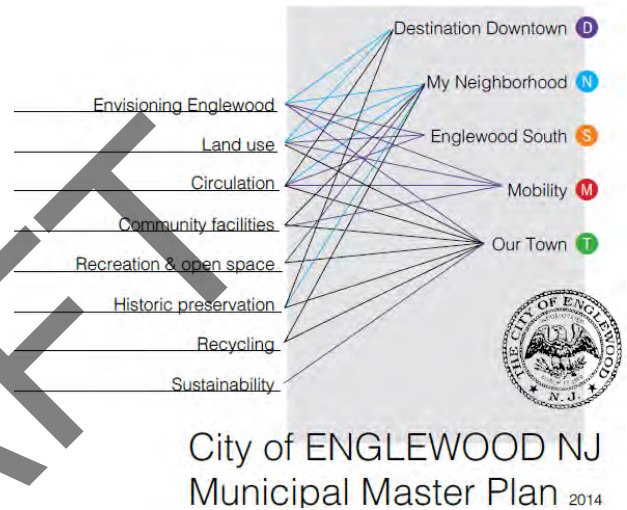 Destination Downtown D
My Neighborhood N
Envisioning Englewood
Englewood South S
Land use
Circulation
Mobility M
Community facilities
Our Town T
Recreation & open space
Historic preservation
Recycling
Sustainability
THE CITY OF ENGLEWOOD
N. J.
City of ENGLEWOOD NJ
Municipal Master Plan 2014